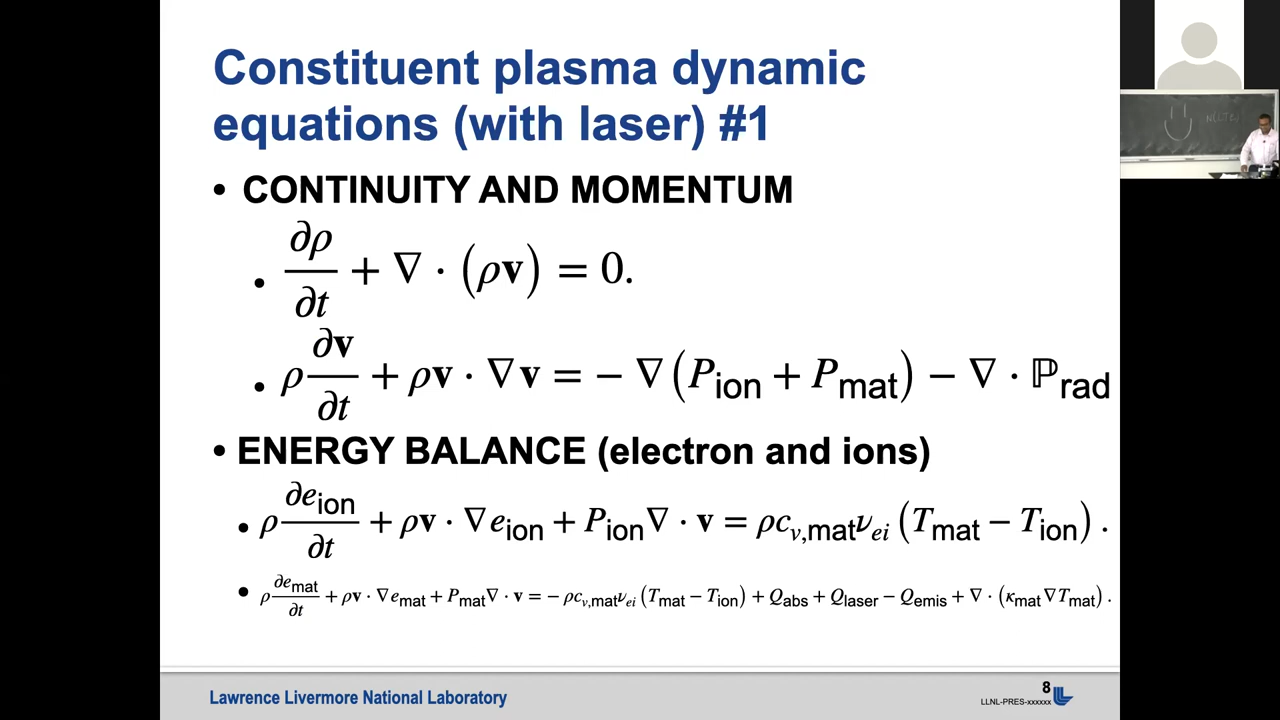 Constituent plasma dynamic
equations (with laser) #1
• CONTINUITY AND MOMENTUM
• ∂ρ/∂t + ∇ · (ρv) = 0.
• ρ ∂v/∂t + ρv · ∇v = − ∇(P_ion + P_mat) − ∇ · ℙ_rad
• ENERGY BALANCE (electron and ions)
• ρ ∂e_ion/∂t + ρv · ∇e_ion + P_ion∇ · v = ρc_v,mat ν_ei (T_mat − T_ion) .
• ρ ∂e_mat/∂t + ρv · ∇e_mat + P_mat∇ · v = − ρc_v,mat ν_ei (T_mat − T_ion) + Q_abs + Q_laser − Q_emis + ∇ · (κ_mat ∇T_mat) .
Lawrence Livermore National Laboratory
8
LLNL-PRES-xxxxxx